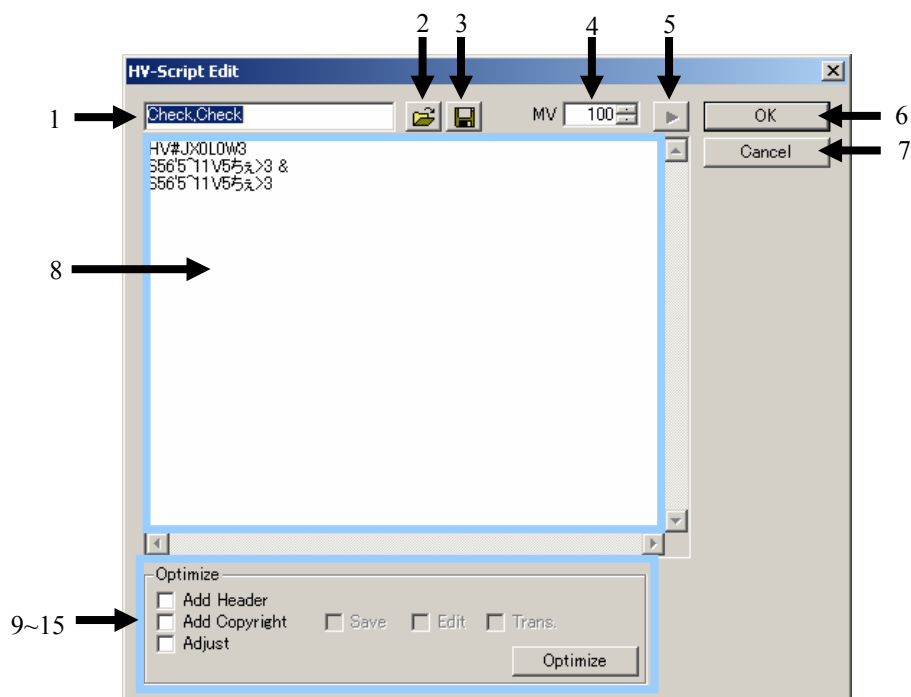 2 3 4 5
HV-Script Edit
1 Check,Check MV 100 OK 6
HV#JX0L0W3 Cancel 7
S56'5^11V5ちぇ>3 &
S56'5^11V5ちぇ>3
8
Optimize
Add Header
9~15 Add Copyright Save Edit Trans.
Adjust
Optimize